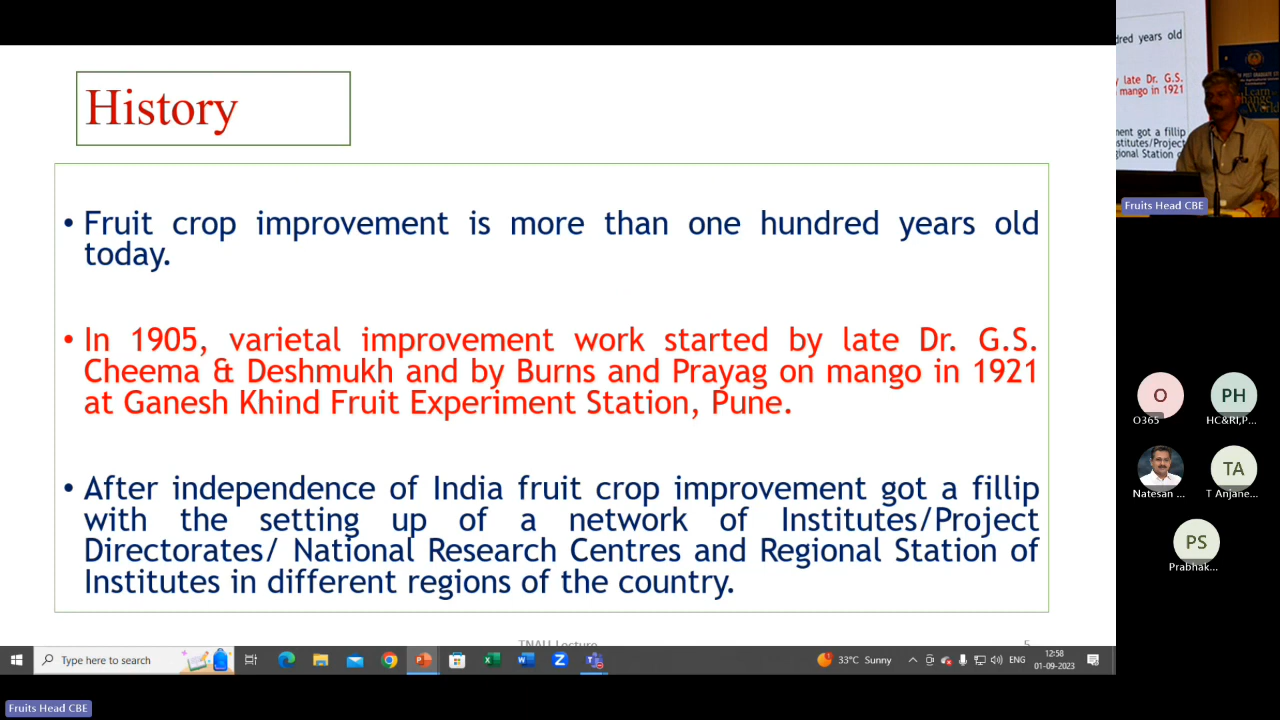 History
• Fruit crop improvement is more than one hundred years old
today.
• In 1905, varietal improvement work started by late Dr. G.S.
Cheema & Deshmukh and by Burns and Prayag on mango in 1921
at Ganesh Khind Fruit Experiment Station, Pune.
• After independence of India fruit crop improvement got a fillip
with the setting up of a network of Institutes/Project
Directorates/ National Research Centres and Regional Station of
Institutes in different regions of the country.
TNAU Lecture
5
Type here to search
33°C Sunny
ENG
12:58
01-09-2023
Fruits Head CBE
dred years old
late Dr. G.S.
mango in 1921
ment got a fillip
stitutes/Project
gional Station
Learn
Change
World
Fruits Head CBE
O
O365
PH
HC&RI,P...
Natesan ...
TA
T Anjane...
PS
Prabhak...